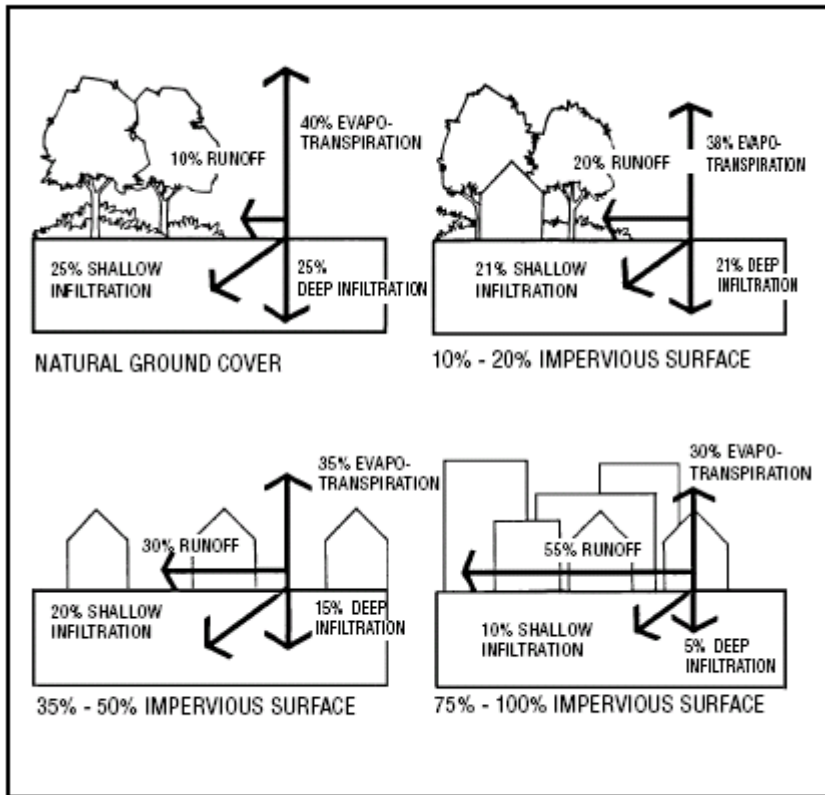 40% EVAPO-
TRANSPIRATION
10% RUNOFF
25% SHALLOW
INFILTRATION
25%
DEEP INFILTRATION
NATURAL GROUND COVER
38% EVAPO-
TRANSPIRATION
20% RUNOFF
21% SHALLOW
INFILTRATION
21% DEEP
INFILTRATION
10% - 20% IMPERVIOUS SURFACE
35% EVAPO-
TRANSPIRATION
30% RUNOFF
20% SHALLOW
INFILTRATION
15% DEEP
INFILTRATION
35% - 50% IMPERVIOUS SURFACE
30% EVAPO-
TRANSPIRATION
55% RUNOFF
10% SHALLOW
INFILTRATION
5% DEEP
INFILTRATION
75% - 100% IMPERVIOUS SURFACE